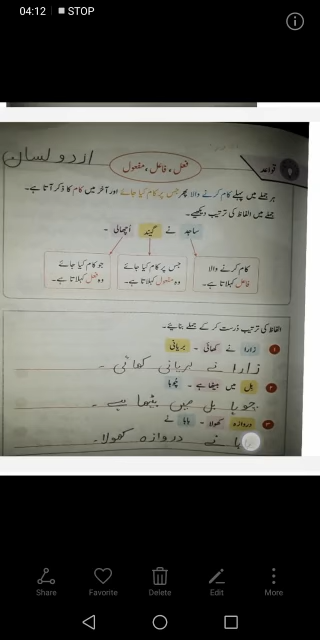 04:12 STOP
اردو لسان
فعل ، فاعل ، مفعول
قواعد
ہر جملے میں پہلے کام کرنے والا پھر جس پر کام کیا جائے اور آخر میں کام کا ذکر آتا ہے۔
جملے میں الفاظ کی ترتیب دیکھیے۔
ساجد نے گیند اُچھالی ۔
کام کرنے والا فاعل کہلاتا ہے۔
جس پر کام کیا جائے وہ مفعول کہلاتا ہے۔
جو کام کیا جائے وہ فعل کہلاتا ہے۔
الفاظ کی ترتیب دُرست کر کے جملے بنائیے۔
زارا نے کھائی ۔ بریانی
زارا نے بریانی کھائی ۔
بل میں بیٹھا ہے ۔ چوہا
چوہا بل میں بیٹھا ہے ۔
دروازہ کھولا ۔ بابا نے
نے دروازہ کھولا۔
Share Favorite Delete Edit More